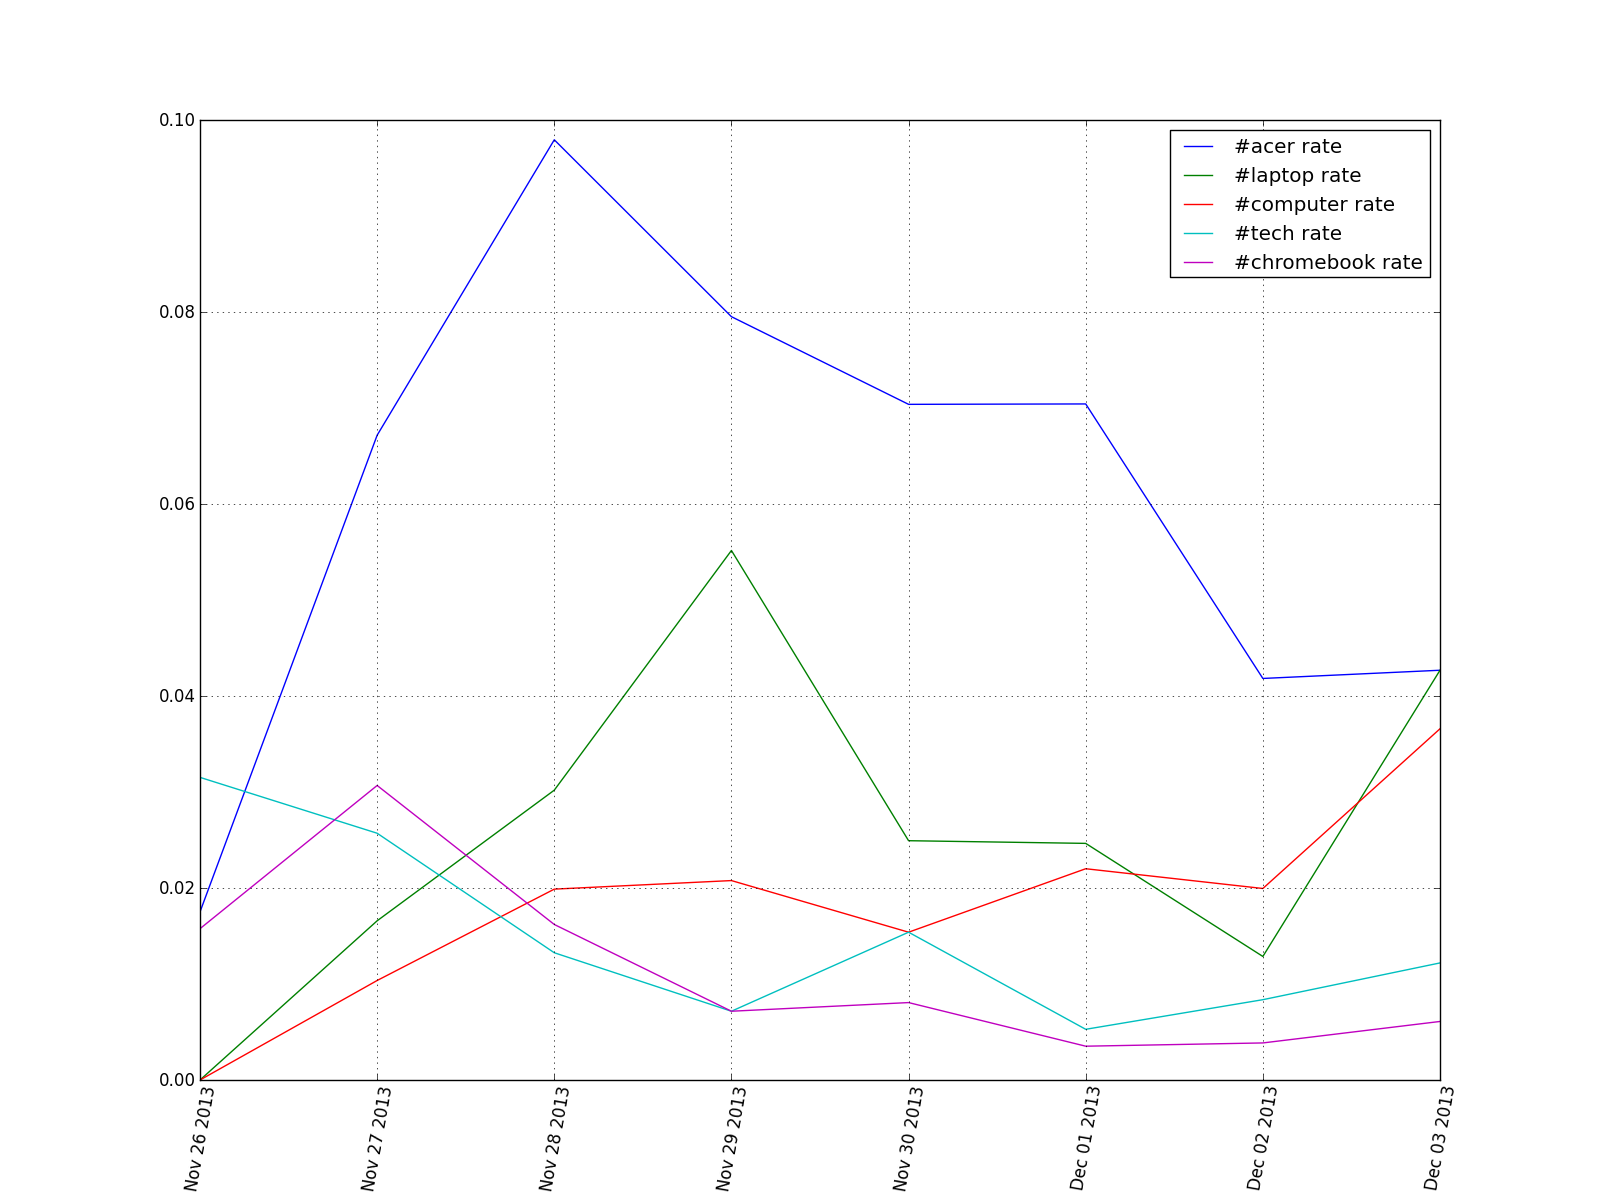 0.10
0.08
0.06
0.04
0.02
0.00
#acer rate
#laptop rate
#computer rate
#tech rate
#chromebook rate
Nov 26 2013
Nov 27 2013
Nov 28 2013
Nov 29 2013
Nov 30 2013
Dec 01 2013
Dec 02 2013
Dec 03 2013